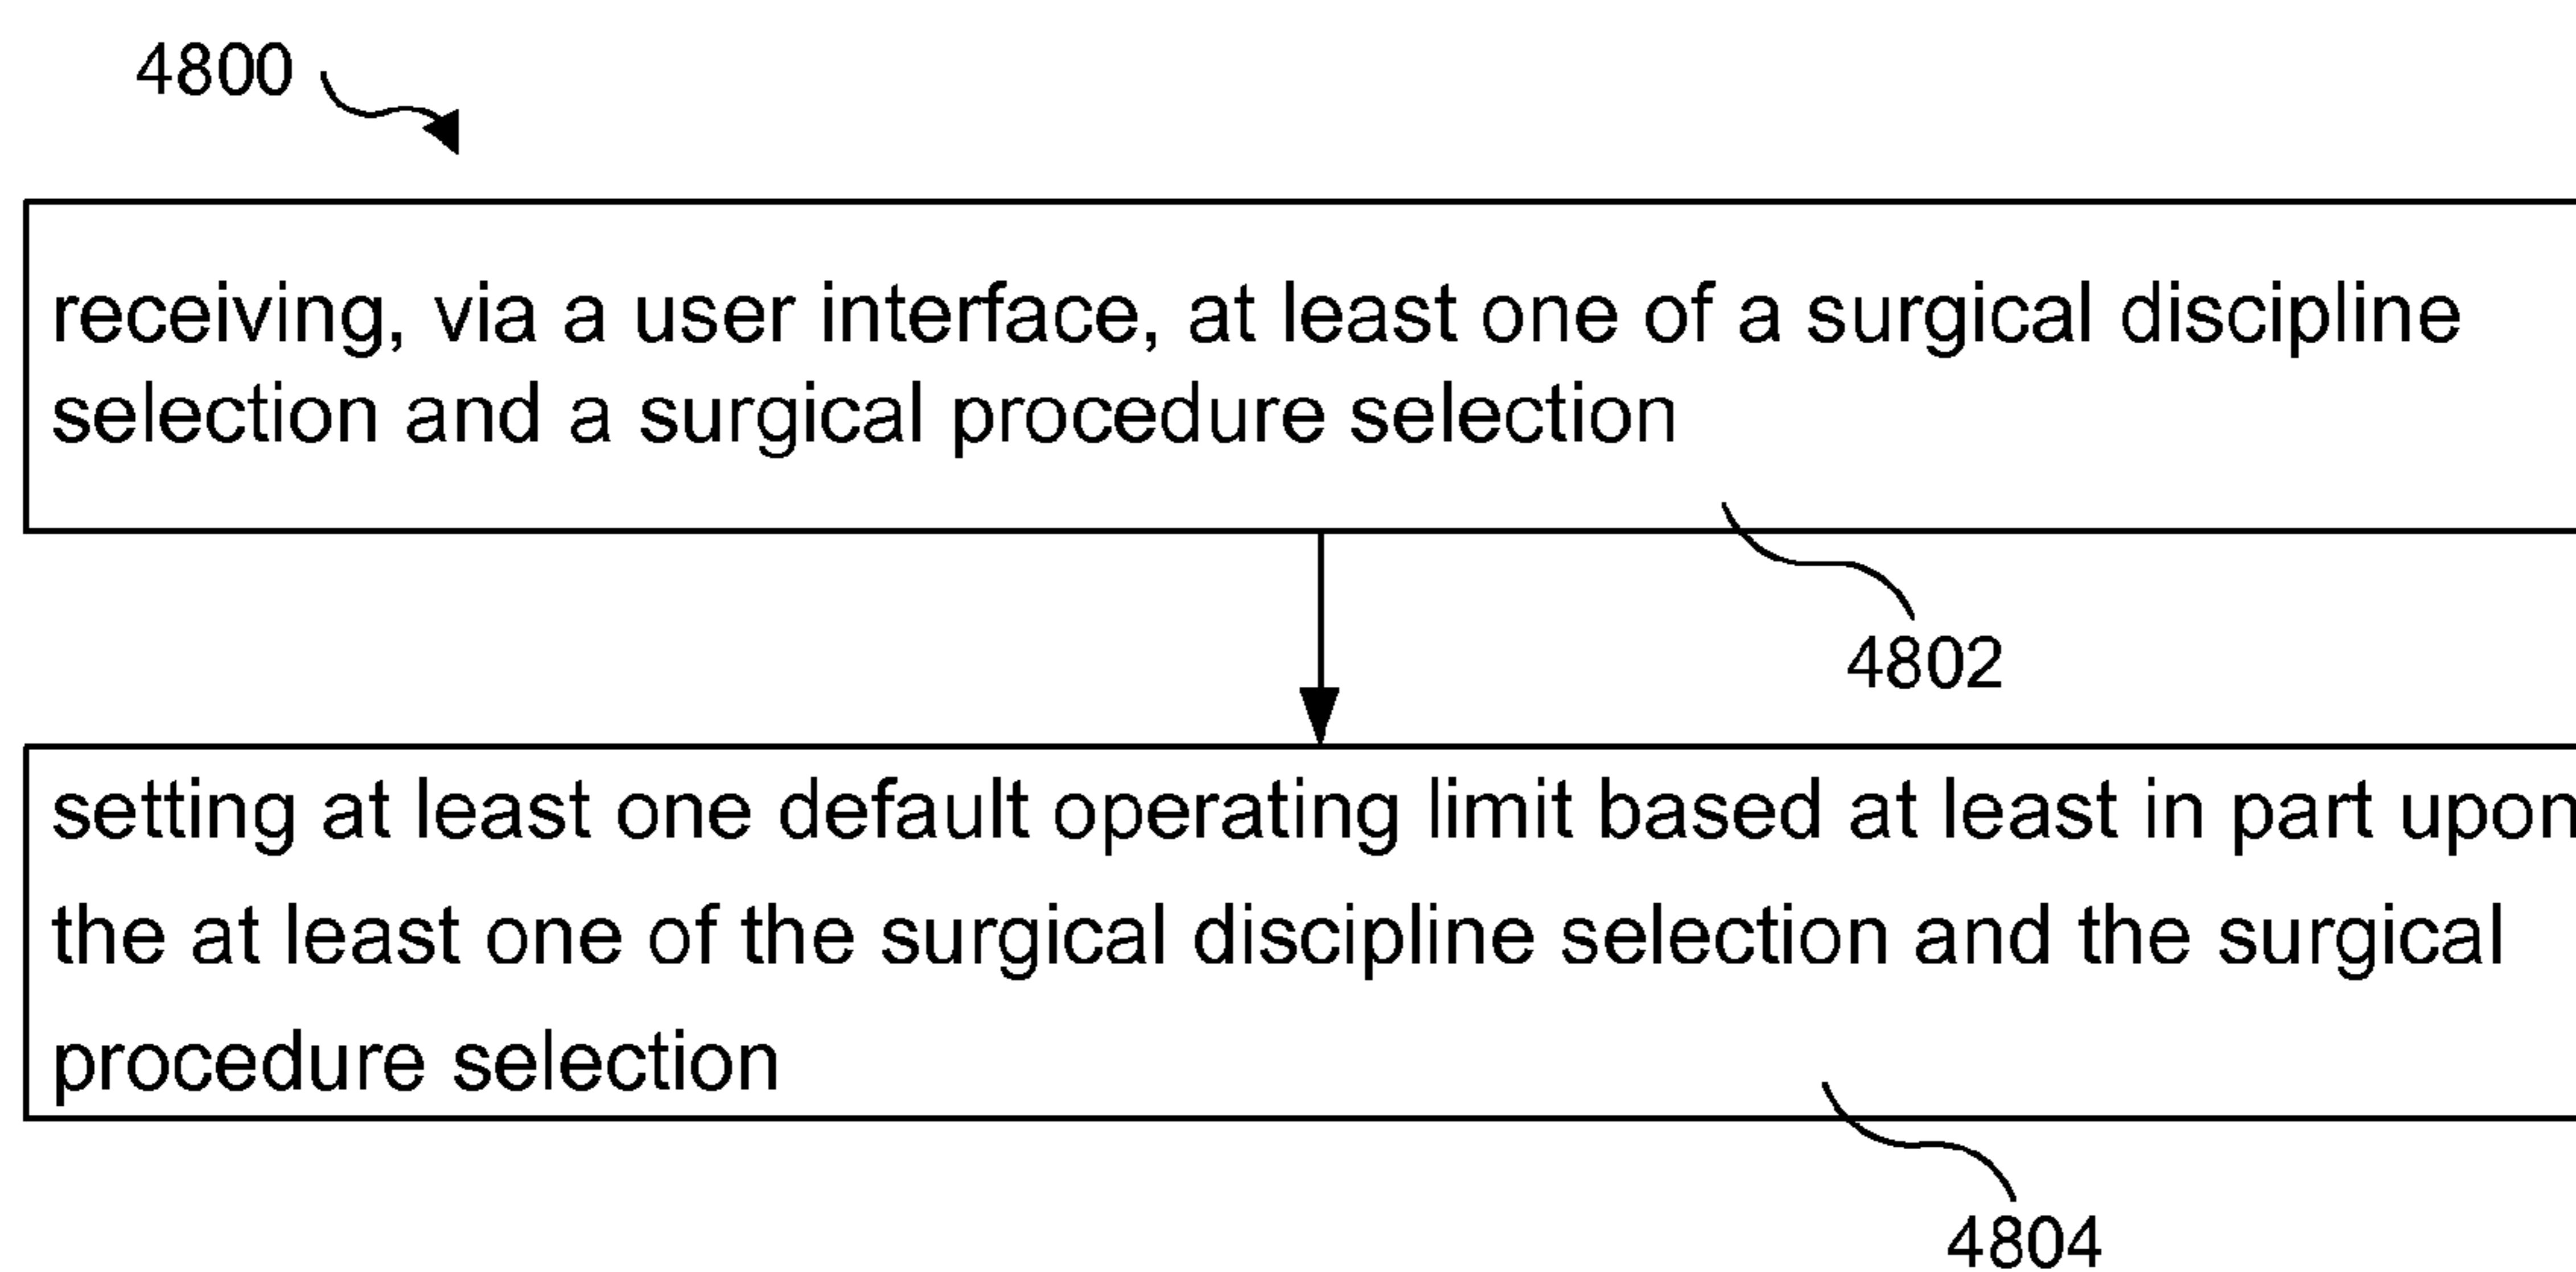 4800
receiving, via a user interface, at least one of a surgical discipline
selection and a surgical procedure selection
4802
setting at least one default operating limit based at least in part upon
the at least one of the surgical discipline selection and the surgical
procedure selection
4804